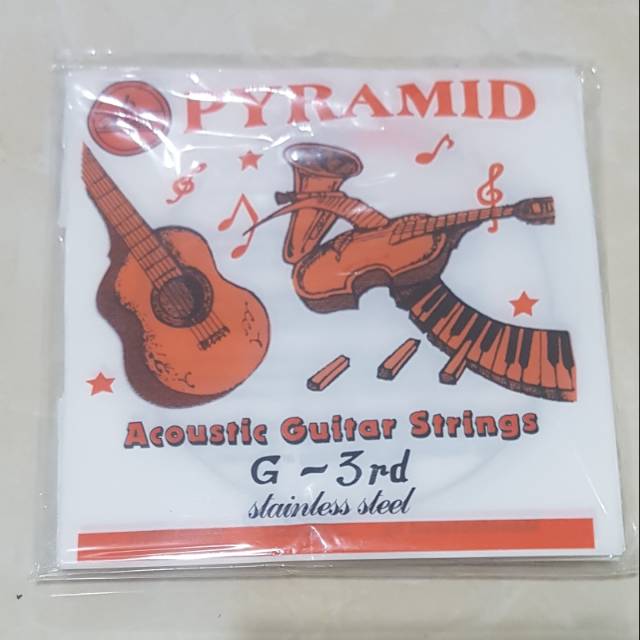 PYRAMID
Acoustic Guitar Strings
G ~ 3rd
stainless steel